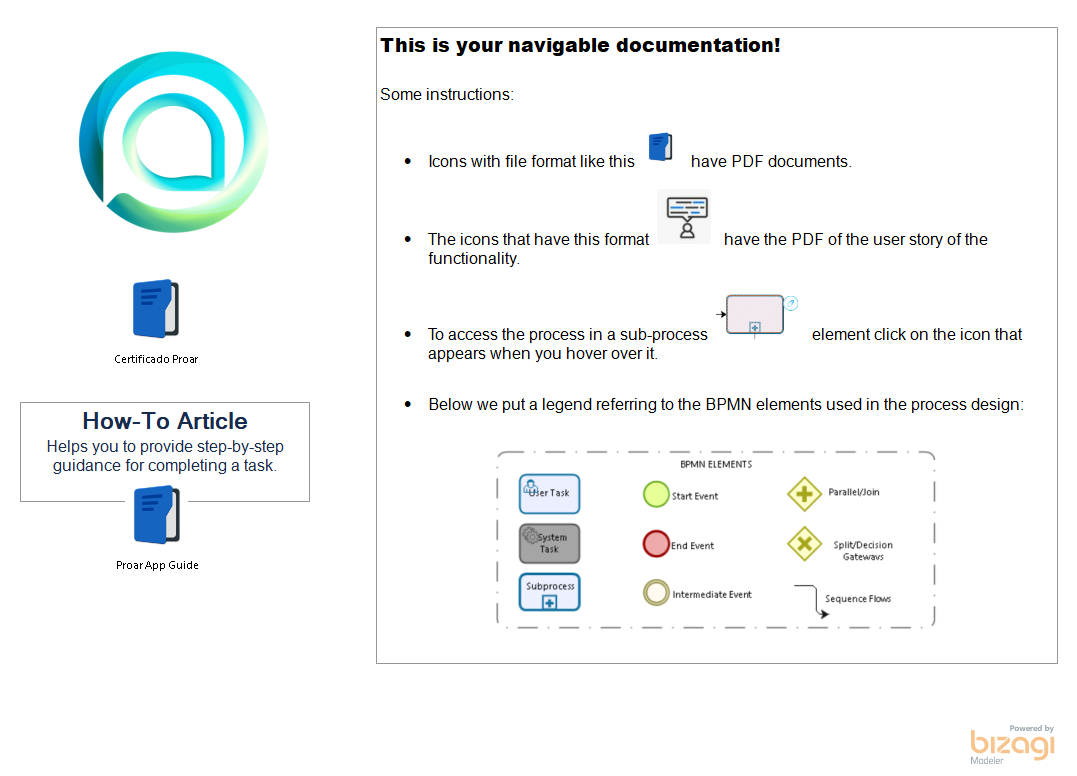 This is your navigable documentation!
Some instructions:
Icons with file format like this have PDF documents.
The icons that have this format have the PDF of the user story of the
functionality.
To access the process in a sub-process element click on the icon that
appears when you hover over it.
Below we put a legend referring to the BPMN elements used in the process design:
BPMN ELEMENTS
User Task
Start Event
Parallel/Join
System
Task
End Event
Split/Decision
Gateways
Subprocess
Intermediate Event
Sequence Flows
Certificado Proar
How-To Article
Helps you to provide step-by-step
guidance for completing a task.
Proar App Guide
Powered by
bizagi
Modeler